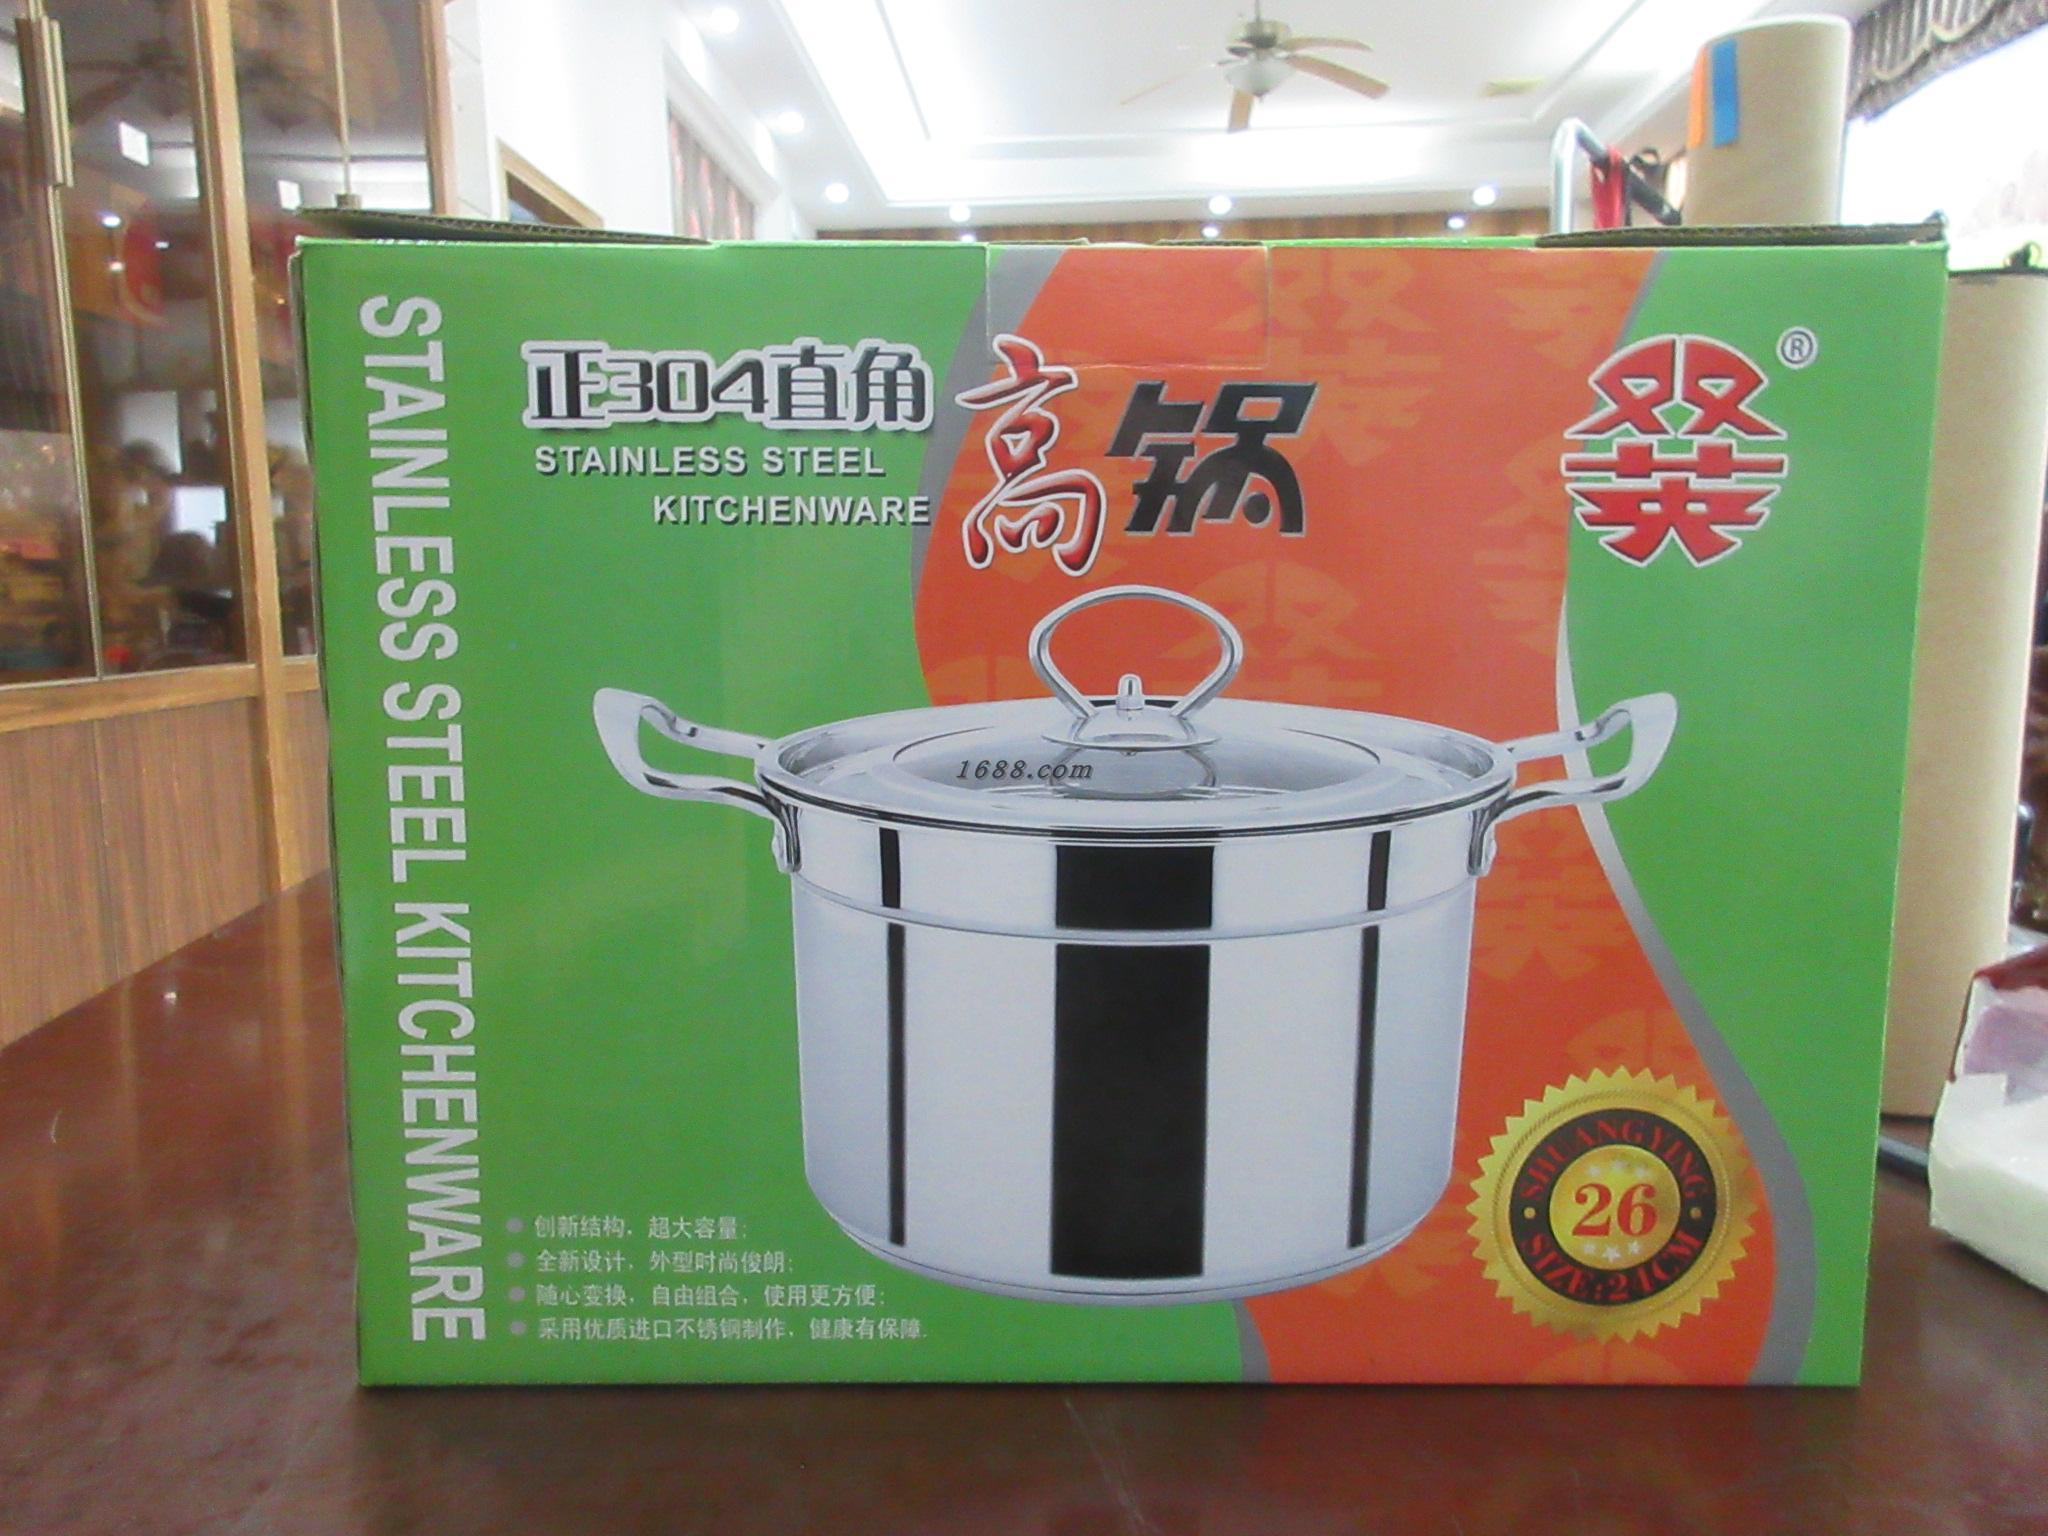 STAINLESS STEEL KITCHENWARE
正304直角
高锅
STAINLESS STEEL
KITCHENWARE
双英
®
1688.com
SHUANGYING
26
SIZE:24CM
创新结构，超大容量；
全新设计，外型时尚俊朗；
随心变换，自由组合，使用更方便；
采用优质进口不锈钢制作，健康有保障.